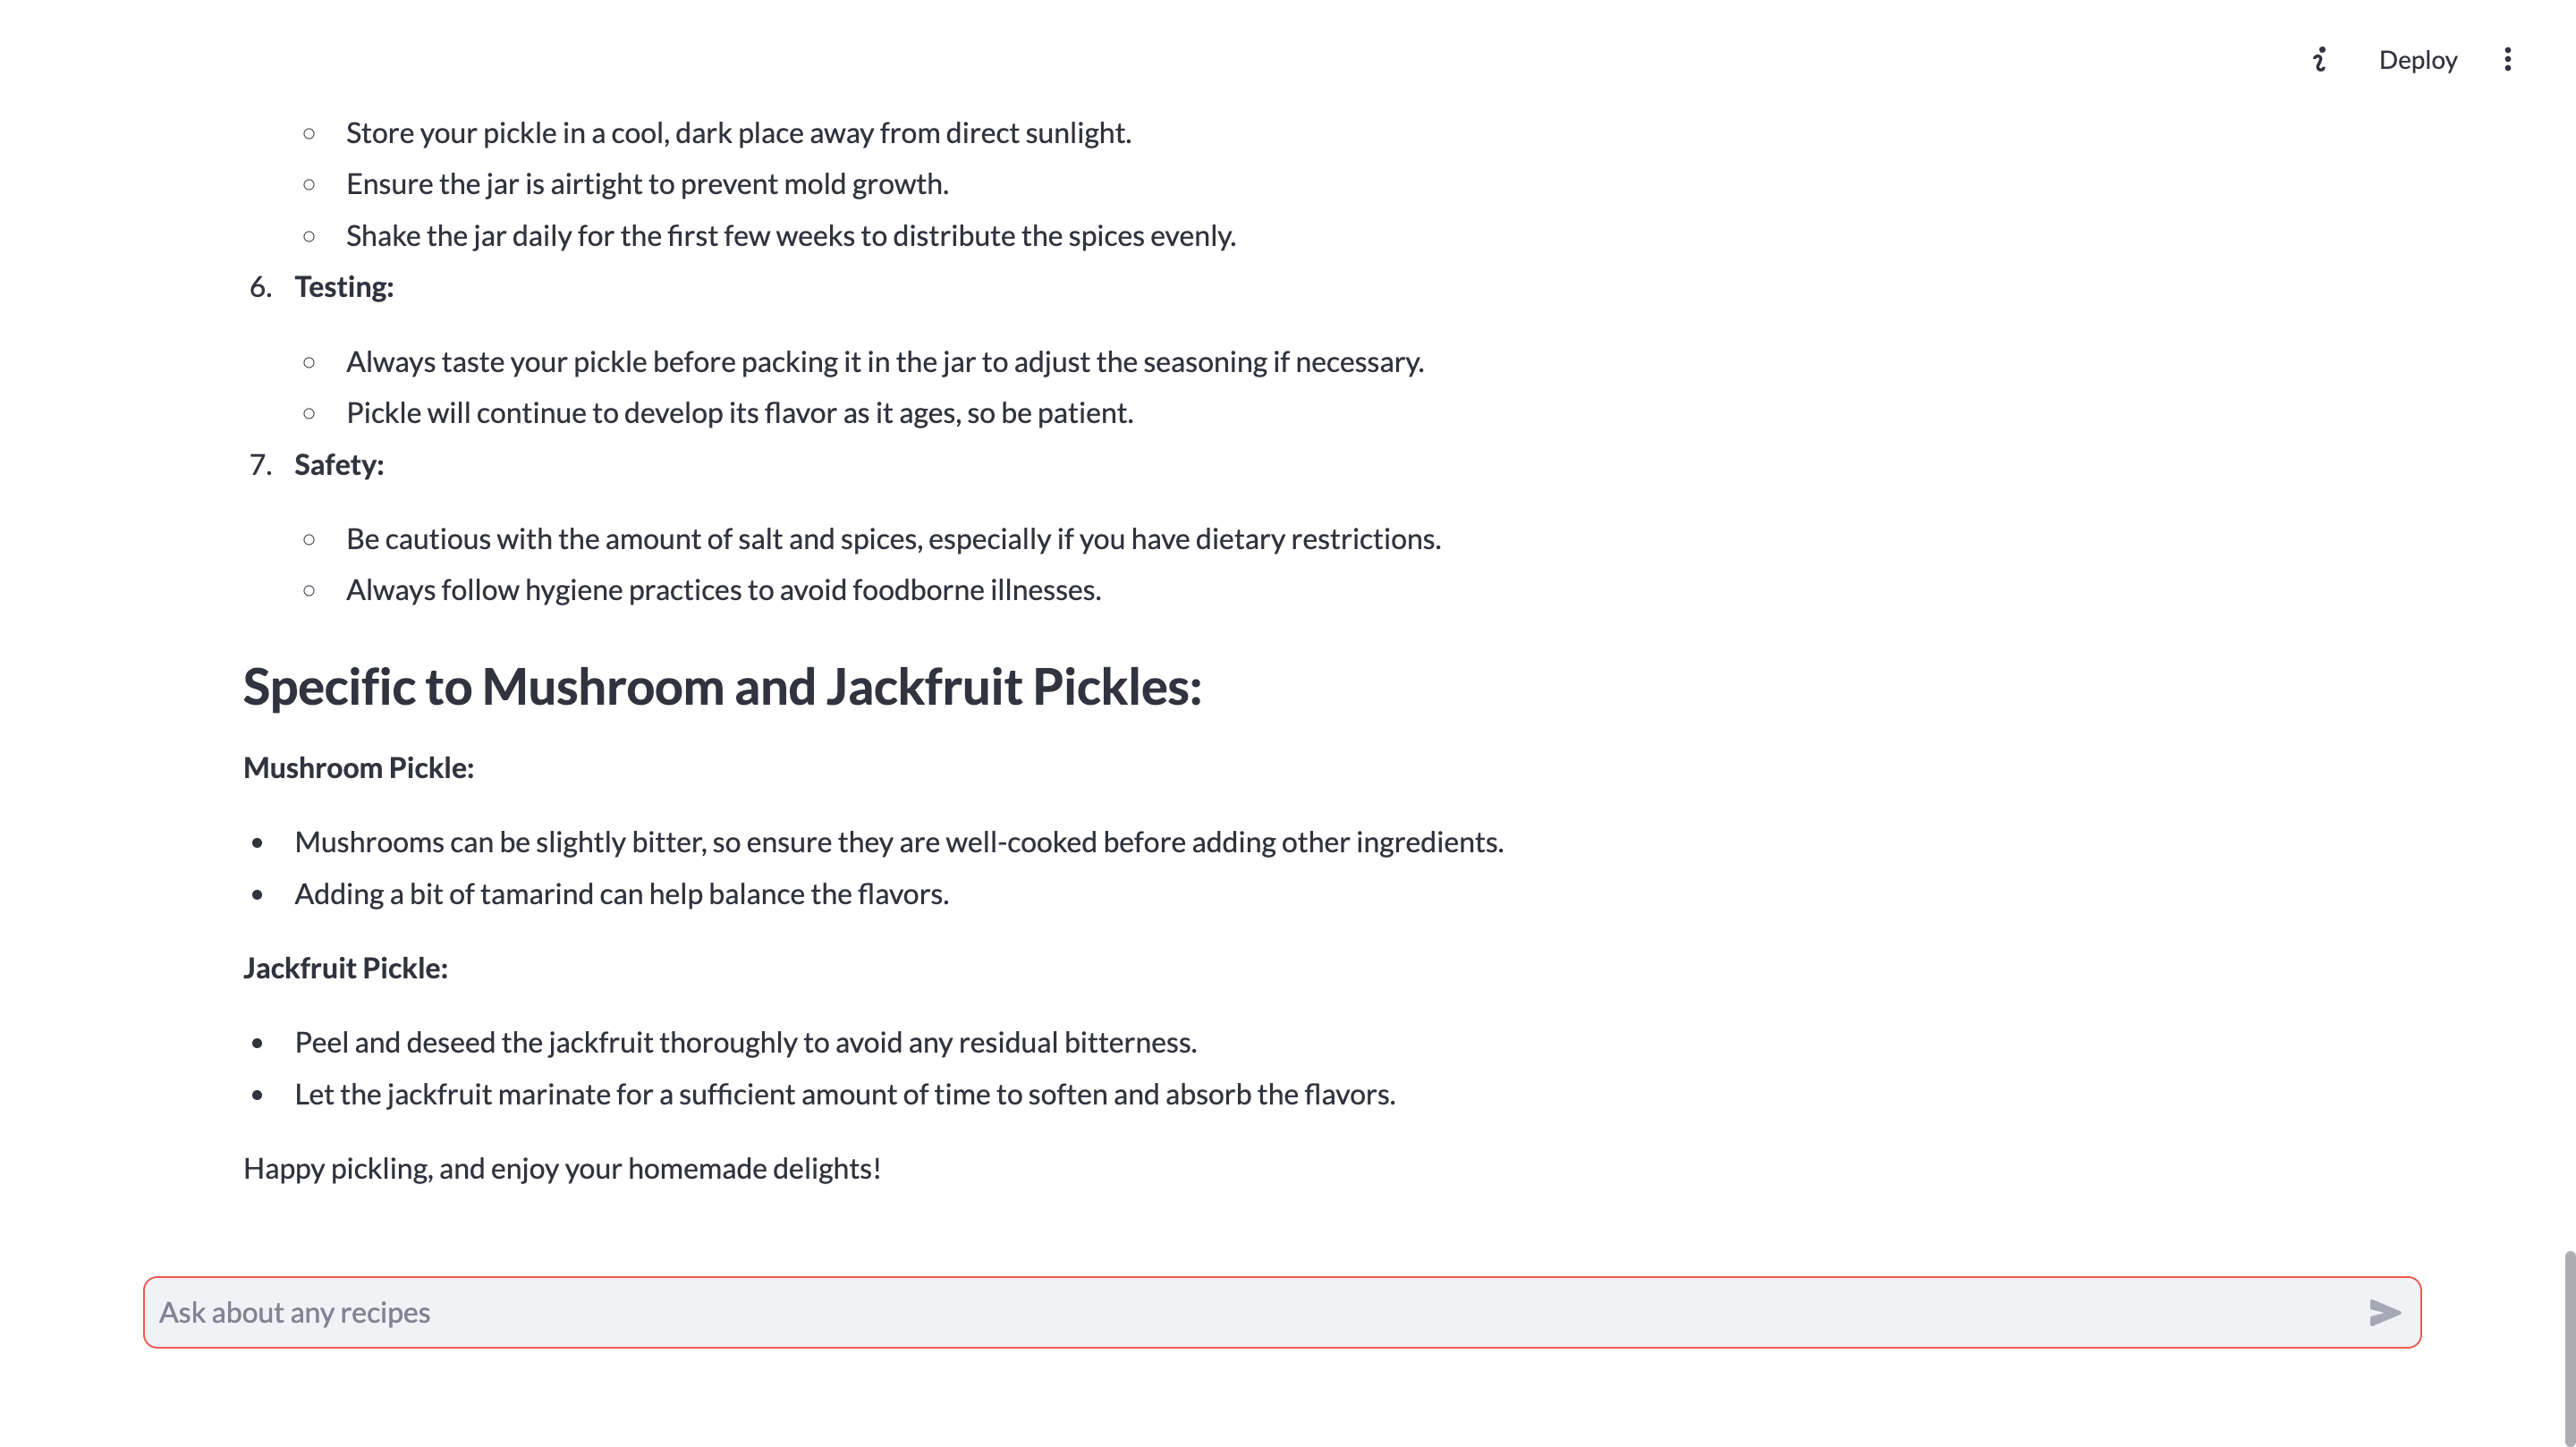 Deploy
Store your pickle in a cool, dark place away from direct sunlight.
Ensure the jar is airtight to prevent mold growth.
Shake the jar daily for the first few weeks to distribute the spices evenly.
6. Testing:
Always taste your pickle before packing it in the jar to adjust the seasoning if necessary.
Pickle will continue to develop its flavor as it ages, so be patient.
7. Safety:
Be cautious with the amount of salt and spices, especially if you have dietary restrictions.
Always follow hygiene practices to avoid foodborne illnesses.
Specific to Mushroom and Jackfruit Pickles:
Mushroom Pickle:
Mushrooms can be slightly bitter, so ensure they are well-cooked before adding other ingredients.
Adding a bit of tamarind can help balance the flavors.
Jackfruit Pickle:
Peel and deseed the jackfruit thoroughly to avoid any residual bitterness.
Let the jackfruit marinate for a sufficient amount of time to soften and absorb the flavors.
Happy pickling, and enjoy your homemade delights!
Ask about any recipes